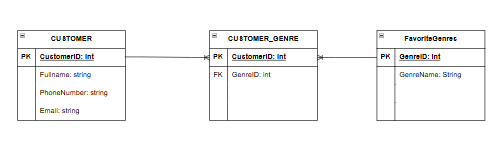 CUSTOMER
PK CustomerID: int
Fullname: string
PhoneNumber: string
Email: string
CUSTOMER_GENRE
PK CustomerID: int
FK GenreID: int
FavoriteGenres
PK GenreID: int
GenreName: String